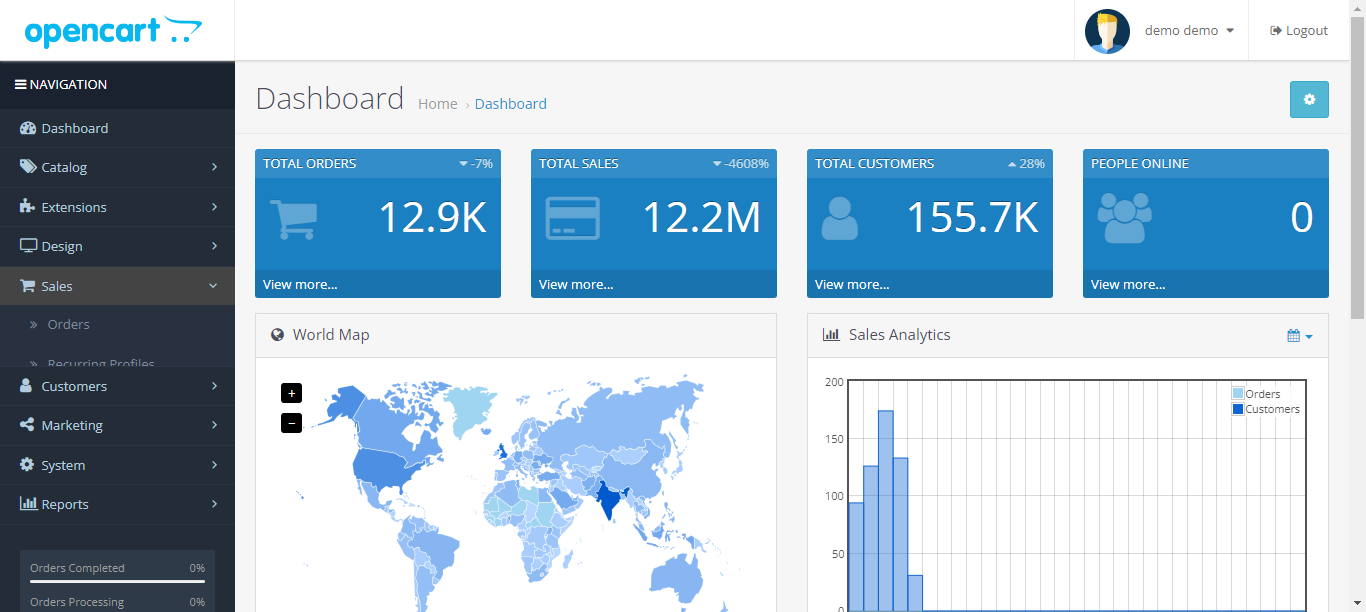 opencart
demo demo
Logout
NAVIGATION
Dashboard
Catalog
Extensions
Design
Sales
» Orders
» Recurring Profiles
Customers
Marketing
System
Reports
Orders Completed 0%
Orders Processing 0%
Dashboard Home › Dashboard
TOTAL ORDERS -7%
12.9K
View more...
TOTAL SALES -4608%
12.2M
View more...
TOTAL CUSTOMERS 28%
155.7K
View more...
PEOPLE ONLINE
0
View more...
World Map
+
−
Sales Analytics
200
150
100
50
0
Orders
Customers